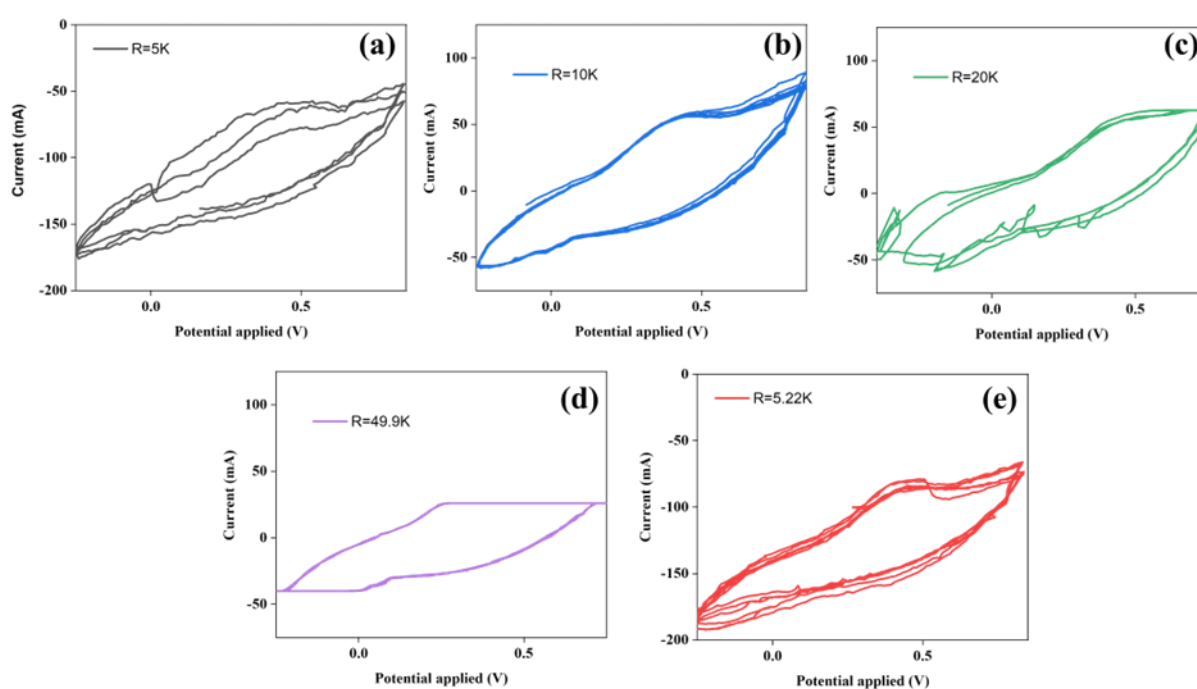 (a)
R=5K
0
-50
-100
-150
-200
Current (mA)
0.0
0.5
Potential applied (V)
(b)
R=10K
100
50
0
-50
Current (mA)
0.0
0.5
Potential applied (V)
(c)
R=20K
100
50
0
-50
Current (mA)
0.0
0.5
Potential applied (V)
(d)
R=49.9K
100
50
0
-50
Current (mA)
0.0
0.5
Potential applied (V)
(e)
R=5.22K
0
-50
-100
-150
-200
Current (mA)
0.0
0.5
Potential applied (V)